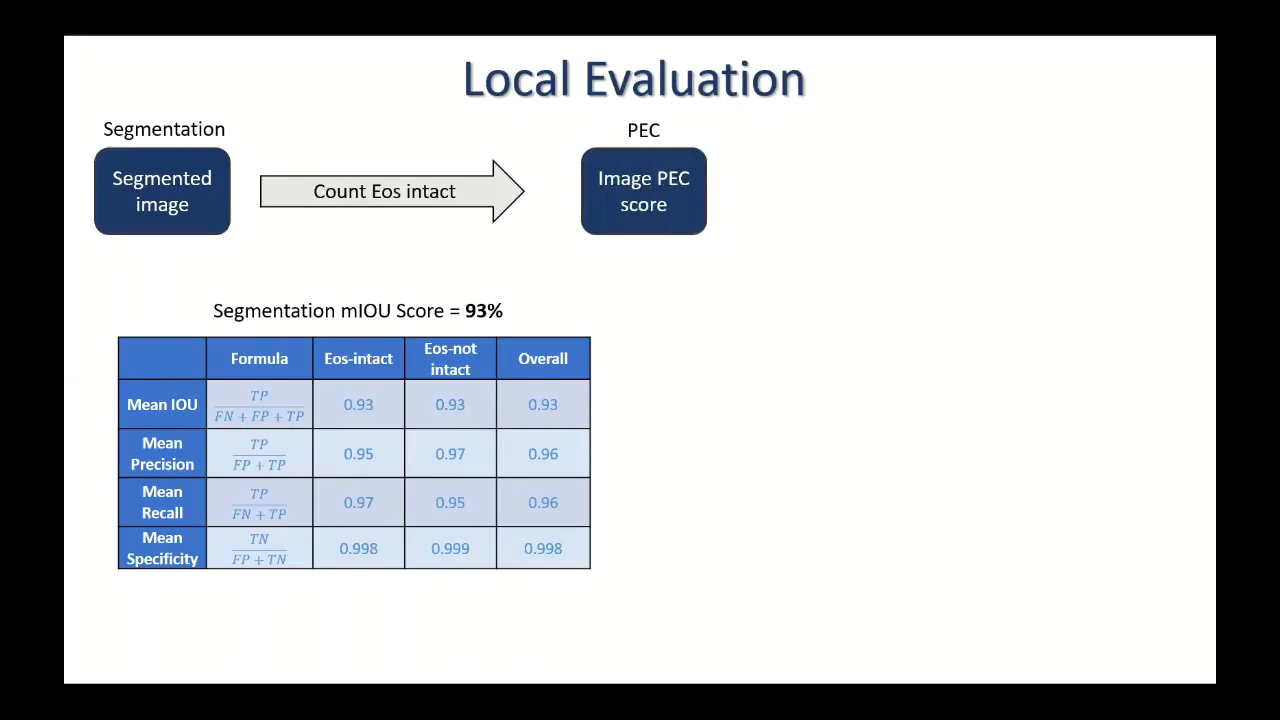 Local Evaluation
Segmentation
PEC
Segmented
image
Count Eos intact
Image PEC
score
Segmentation mIOU Score = 93%
Formula Eos-intact Eos-not intact Overall
Mean IOU TP / FN + FP + TP 0.93 0.93 0.93
Mean Precision TP / FP + TP 0.95 0.97 0.96
Mean Recall TP / FN + TP 0.97 0.95 0.96
Mean Specificity TN / FP + TN 0.998 0.999 0.998